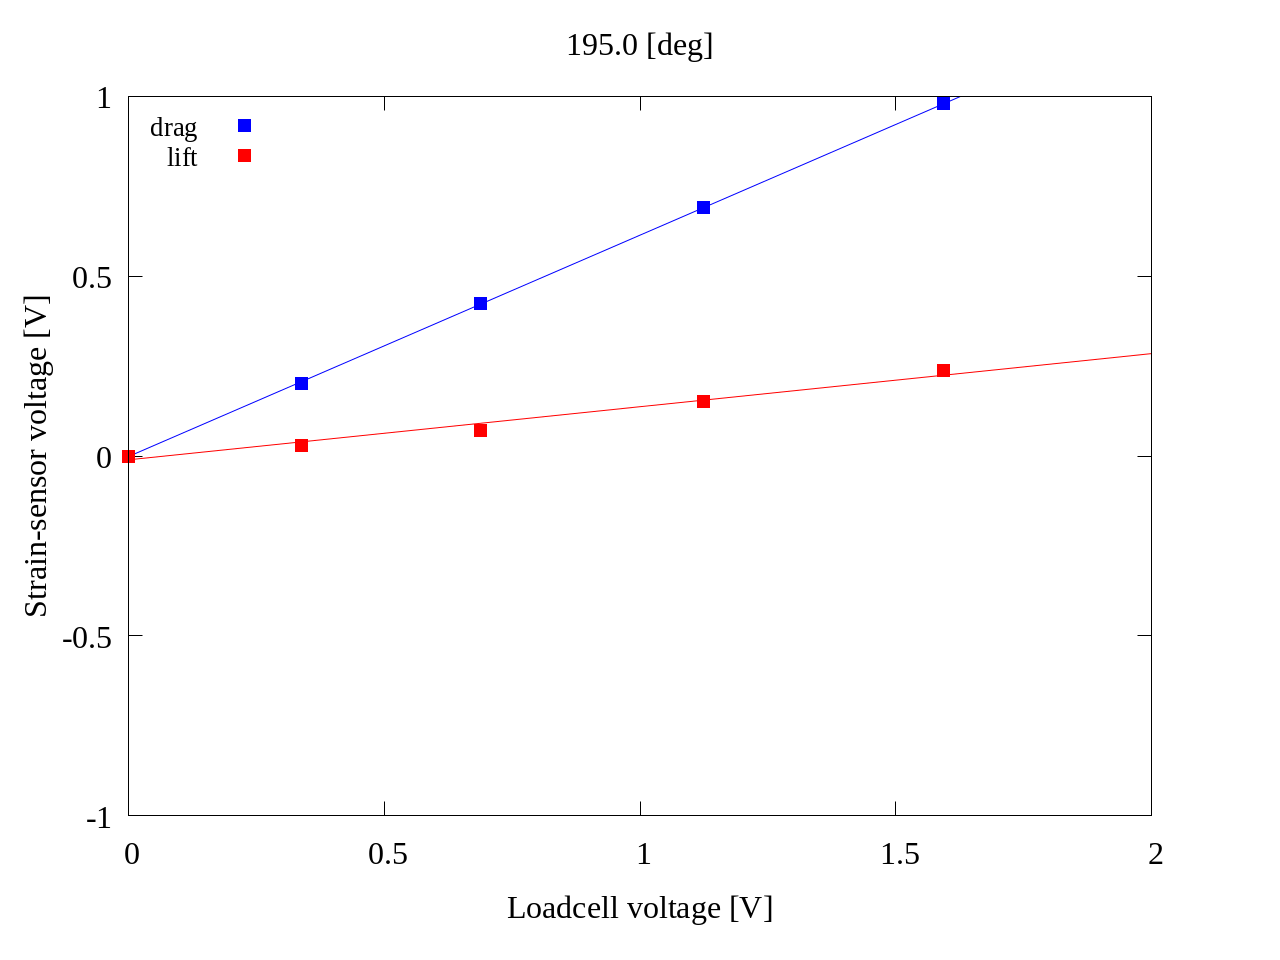 195.0 [deg]
drag
lift
1
0.5
0
-0.5
-1
Strain-sensor voltage [V]
0 0.5 1 1.5 2
Loadcell voltage [V]